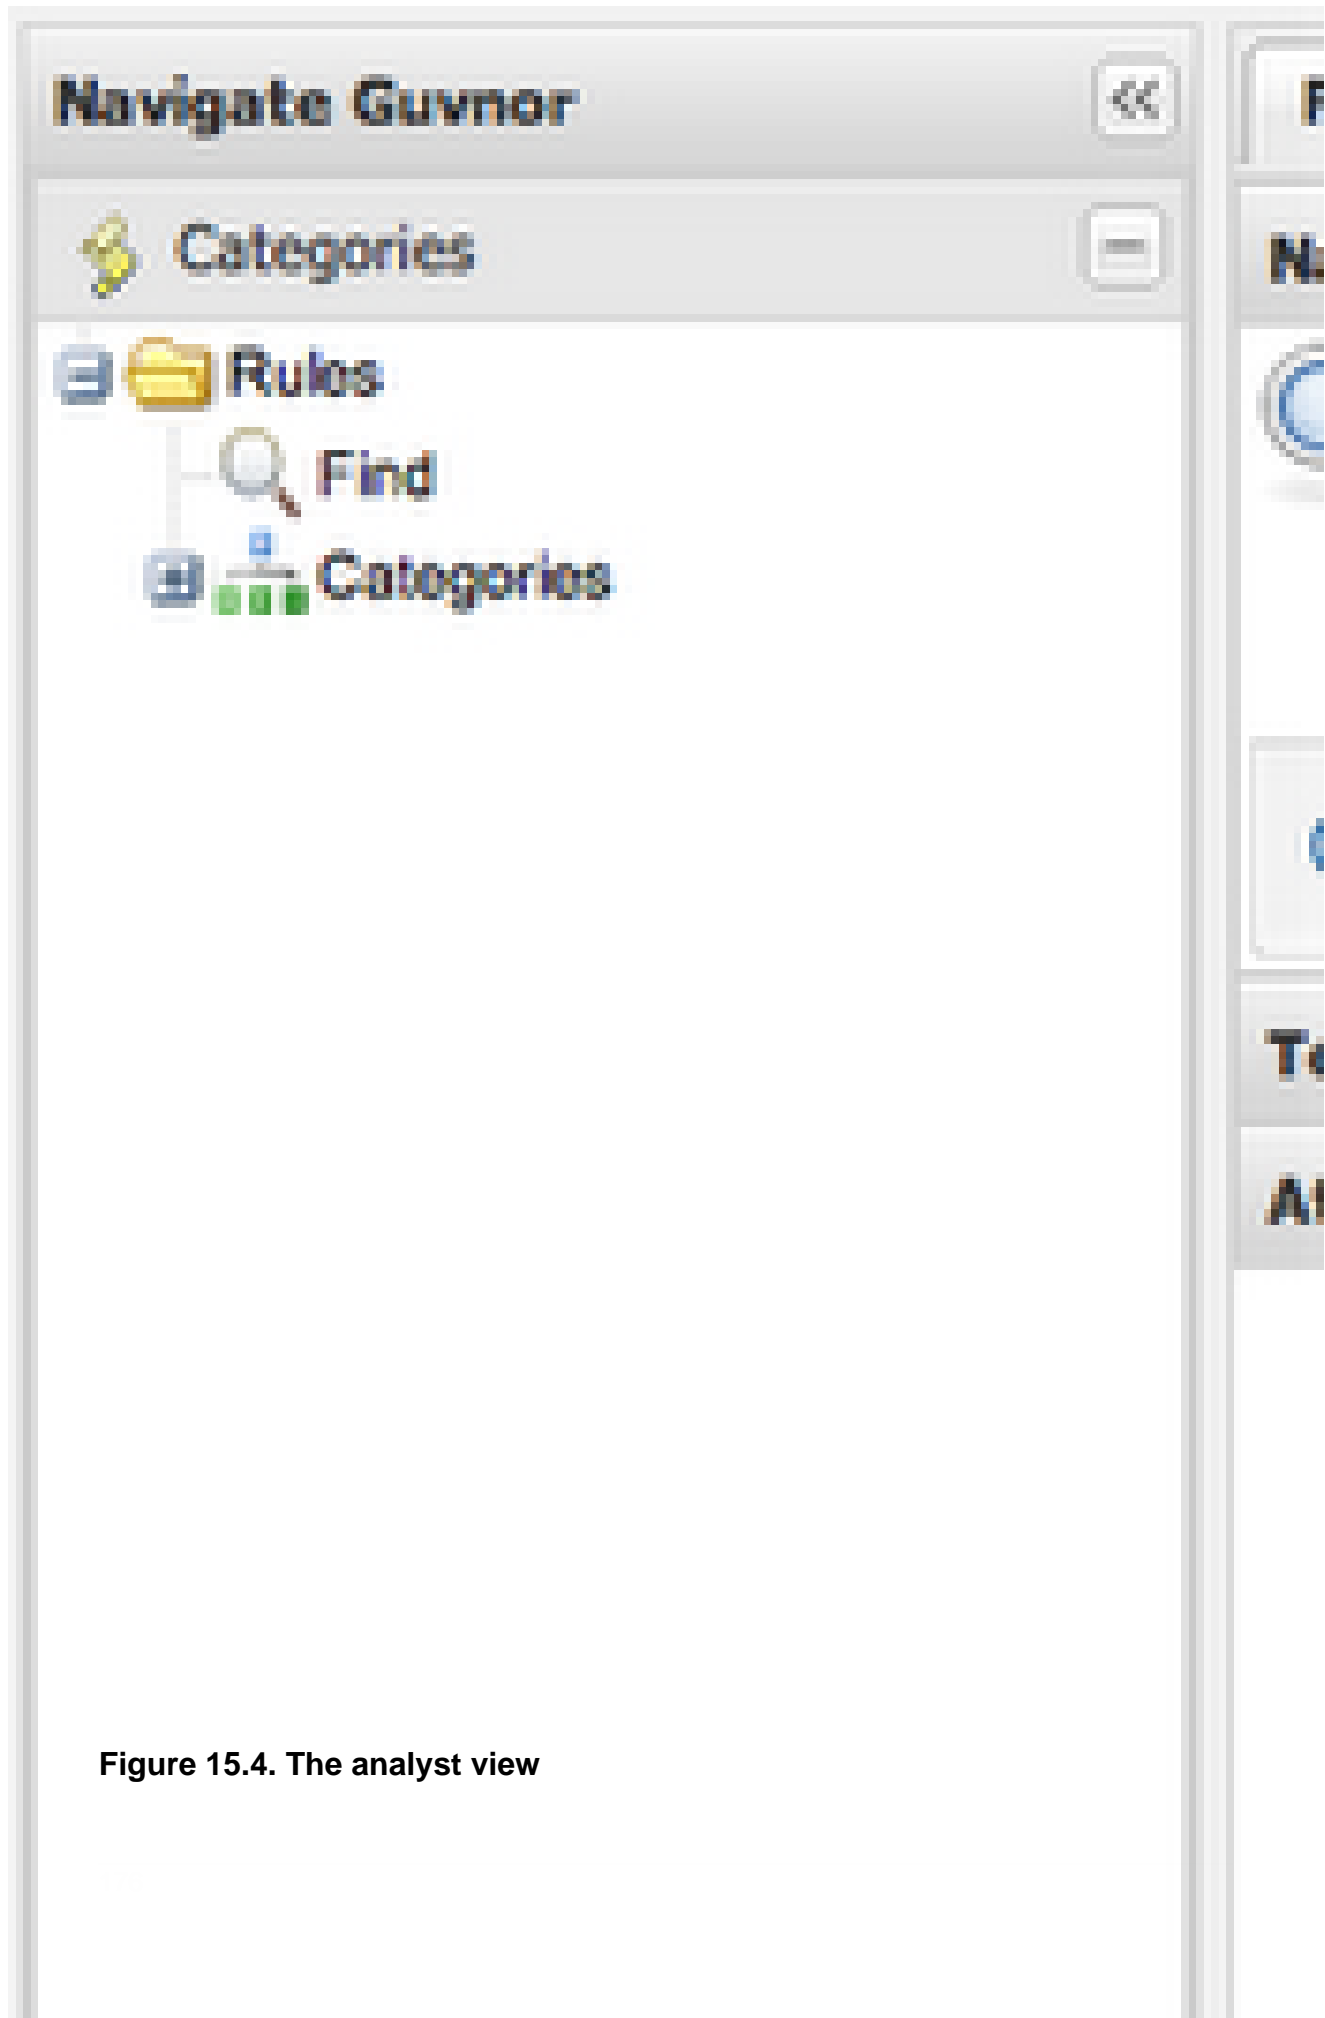 Navigate Guvnor
Categories
Rules
Find
Categories
Figure 15.4. The analyst view